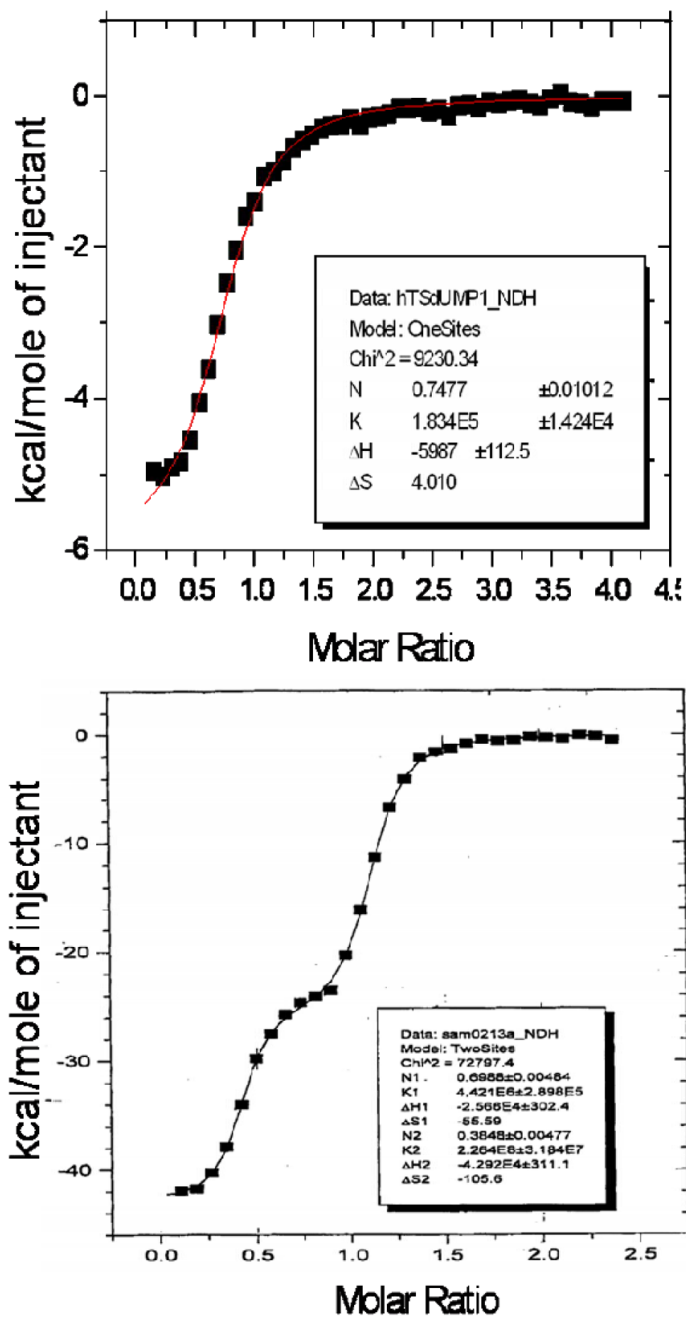 kcal/mole of injectant
0
-2
-4
-6
Data: hTSdUMP1_NDH
Model: OneSites
Chi^2 = 9230.34
N 0.7477 ±0.01012
K 1.834E5 ±1.424E4
ΔH -5987 ±112.5
ΔS 4.010
0.0 0.5 1.0 1.5 2.0 2.5 3.0 3.5 4.0 4.5
Molar Ratio
kcal/mole of injectant
0
-10
-20
-30
-40
Data: sam0213a_NDH
Model: TwoSites
Chi^2 = 72797.4
N1 0.6988±0.00464
K1 4.421E6±2.898E5
ΔH1 -2.566E4±302.4
ΔS1 -55.59
N2 0.3848±0.00477
K2 2.264E8±3.184E7
ΔH2 -4.292E4±311.1
ΔS2 -105.6
0.0 0.5 1.0 1.5 2.0 2.5
Molar Ratio